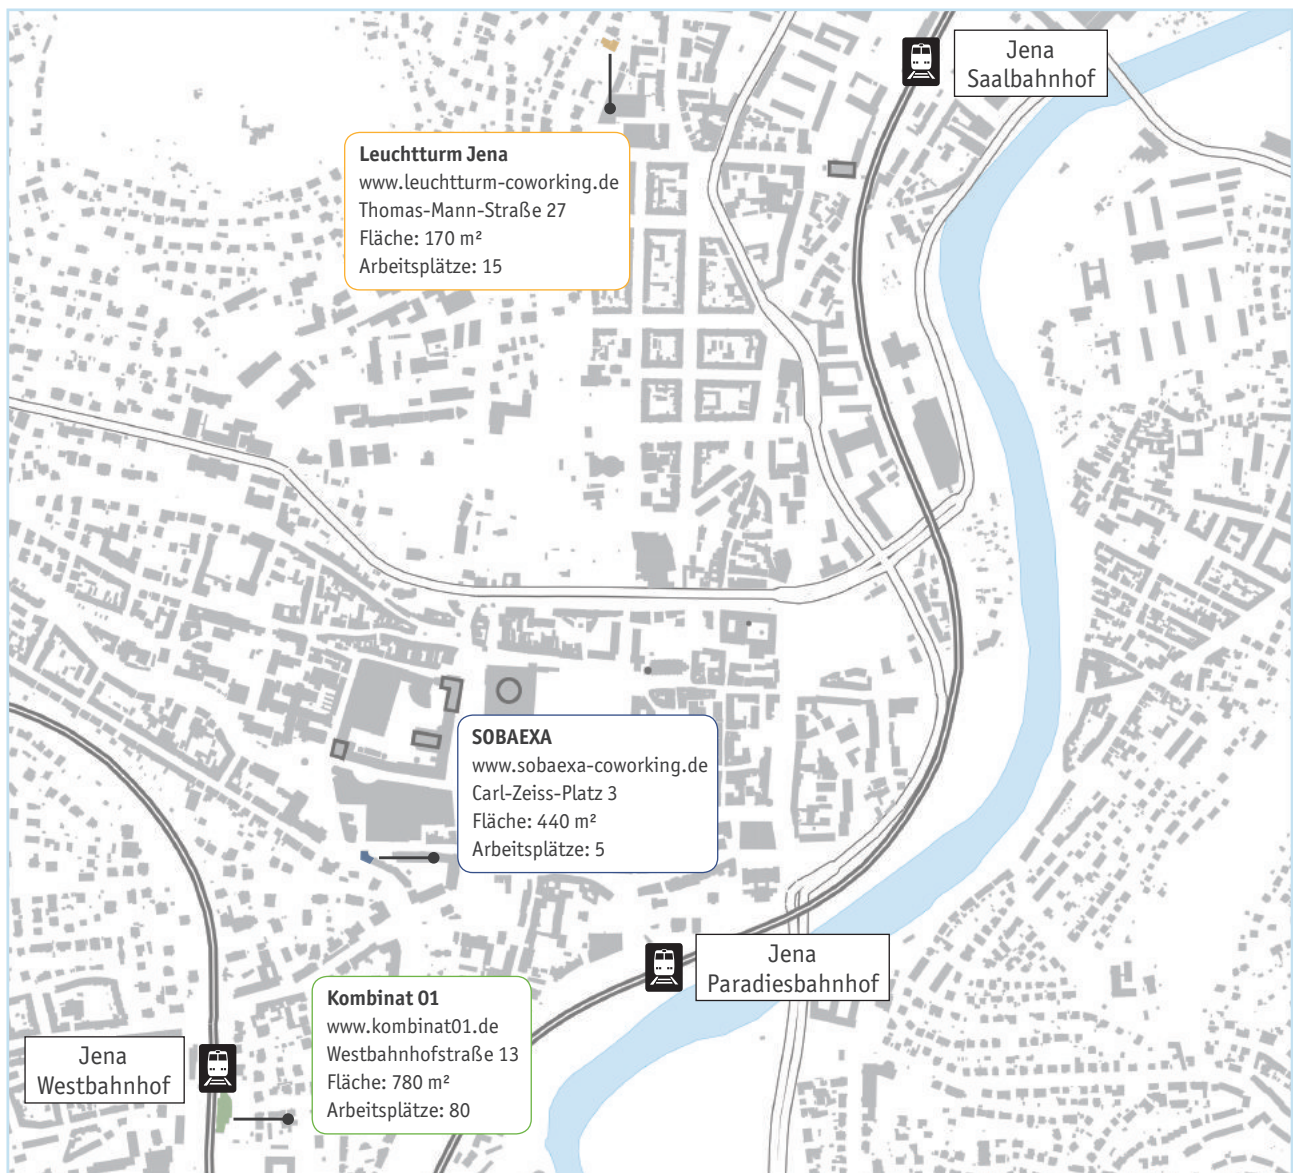 Jena
Saalbahnhof
Leuchtturm Jena
www.leuchtturm-coworking.de
Thomas-Mann-Straße 27
Fläche: 170 m²
Arbeitsplätze: 15
SOBAEXA
www.sobaexa-coworking.de
Carl-Zeiss-Platz 3
Fläche: 440 m²
Arbeitsplätze: 5
Jena
Paradiesbahnhof
Kombinat 01
www.kombinat01.de
Westbahnhofstraße 13
Fläche: 780 m²
Arbeitsplätze: 80
Jena
Westbahnhof